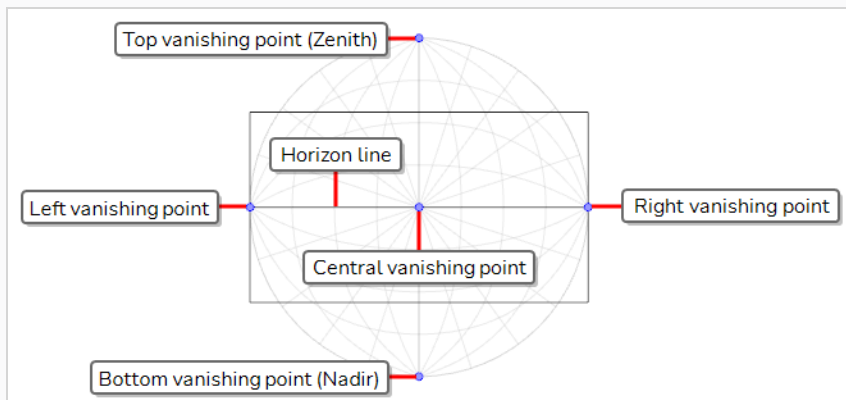 Top vanishing point (Zenith)
Horizon line
Left vanishing point
Right vanishing point
Central vanishing point
Bottom vanishing point (Nadir)